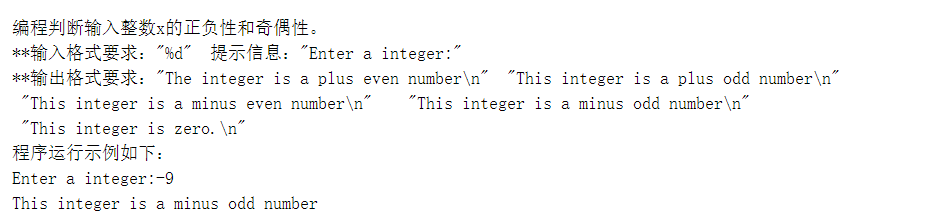 编程判断输入整数x的正负性和奇偶性。
**输入格式要求："%d"  提示信息："Enter a integer:"
**输出格式要求："The integer is a plus even number\n"  "This integer is a plus odd number\n"
"This integer is a minus even number\n"    "This integer is a minus odd number\n"
"This integer is zero.\n"
程序运行示例如下：
Enter a integer:-9
This integer is a minus odd number